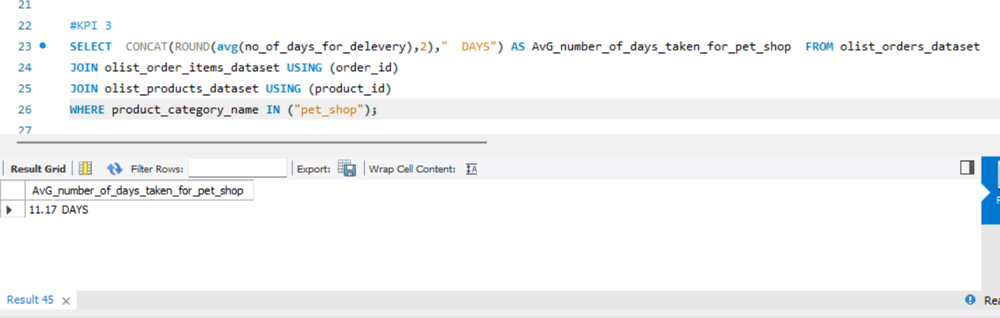 21
22 #KPI 3
23 SELECT  CONCAT(ROUND(avg(no_of_days_for_delevery),2),"  DAYS") AS AvG_number_of_days_taken_for_pet_shop  FROM olist_orders_dataset
24 JOIN olist_order_items_dataset USING (order_id)
25 JOIN olist_products_dataset USING (product_id)
26 WHERE product_category_name IN ("pet_shop");
27
Result Grid Filter Rows: Export: Wrap Cell Content:
AvG_number_of_days_taken_for_pet_shop
11.17 DAYS
Result 45